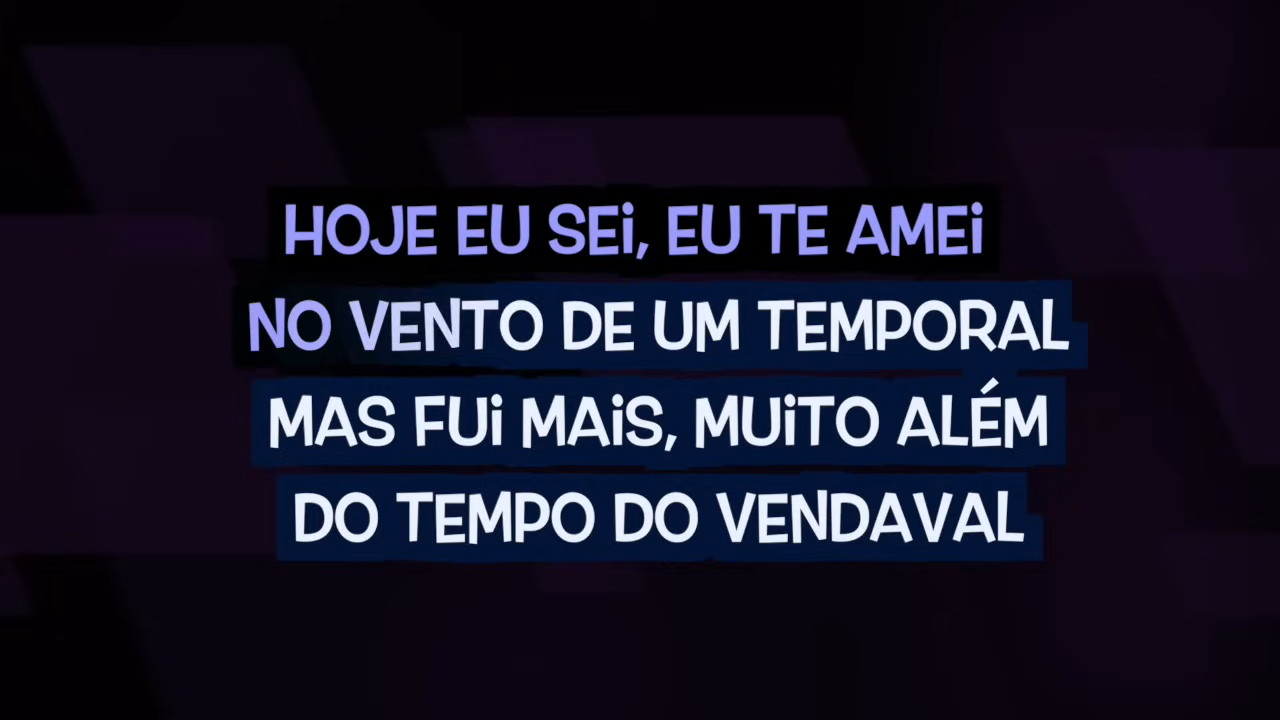 HOJE EU SEI, EU TE AMEI
NO VENTO DE UM TEMPORAL
MAS FUI MAIS, MUITO ALÉM
DO TEMPO DO VENDAVAL